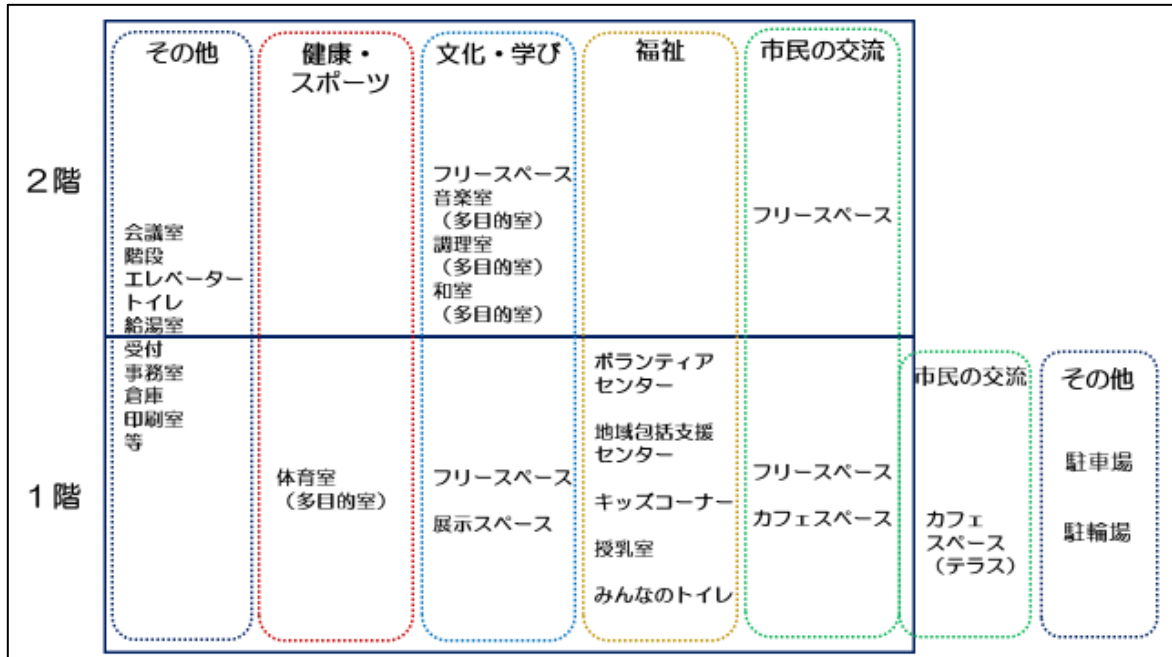 その他
健康・
スポーツ
文化・学び
福祉
市民の交流
２階
会議室
階段
エレベーター
トイレ
給湯室
受付
事務室
倉庫
印刷室
等
フリースペース
音楽室
（多目的室）
調理室
（多目的室）
和室
（多目的室）
フリースペース
１階
体育室
（多目的室）
フリースペース
展示スペース
ボランティア
センター
地域包括支援
センター
キッズコーナー
授乳室
みんなのトイレ
フリースペース
カフェスペース
市民の交流
カフェ
スペース
（テラス）
その他
駐車場
駐輪場